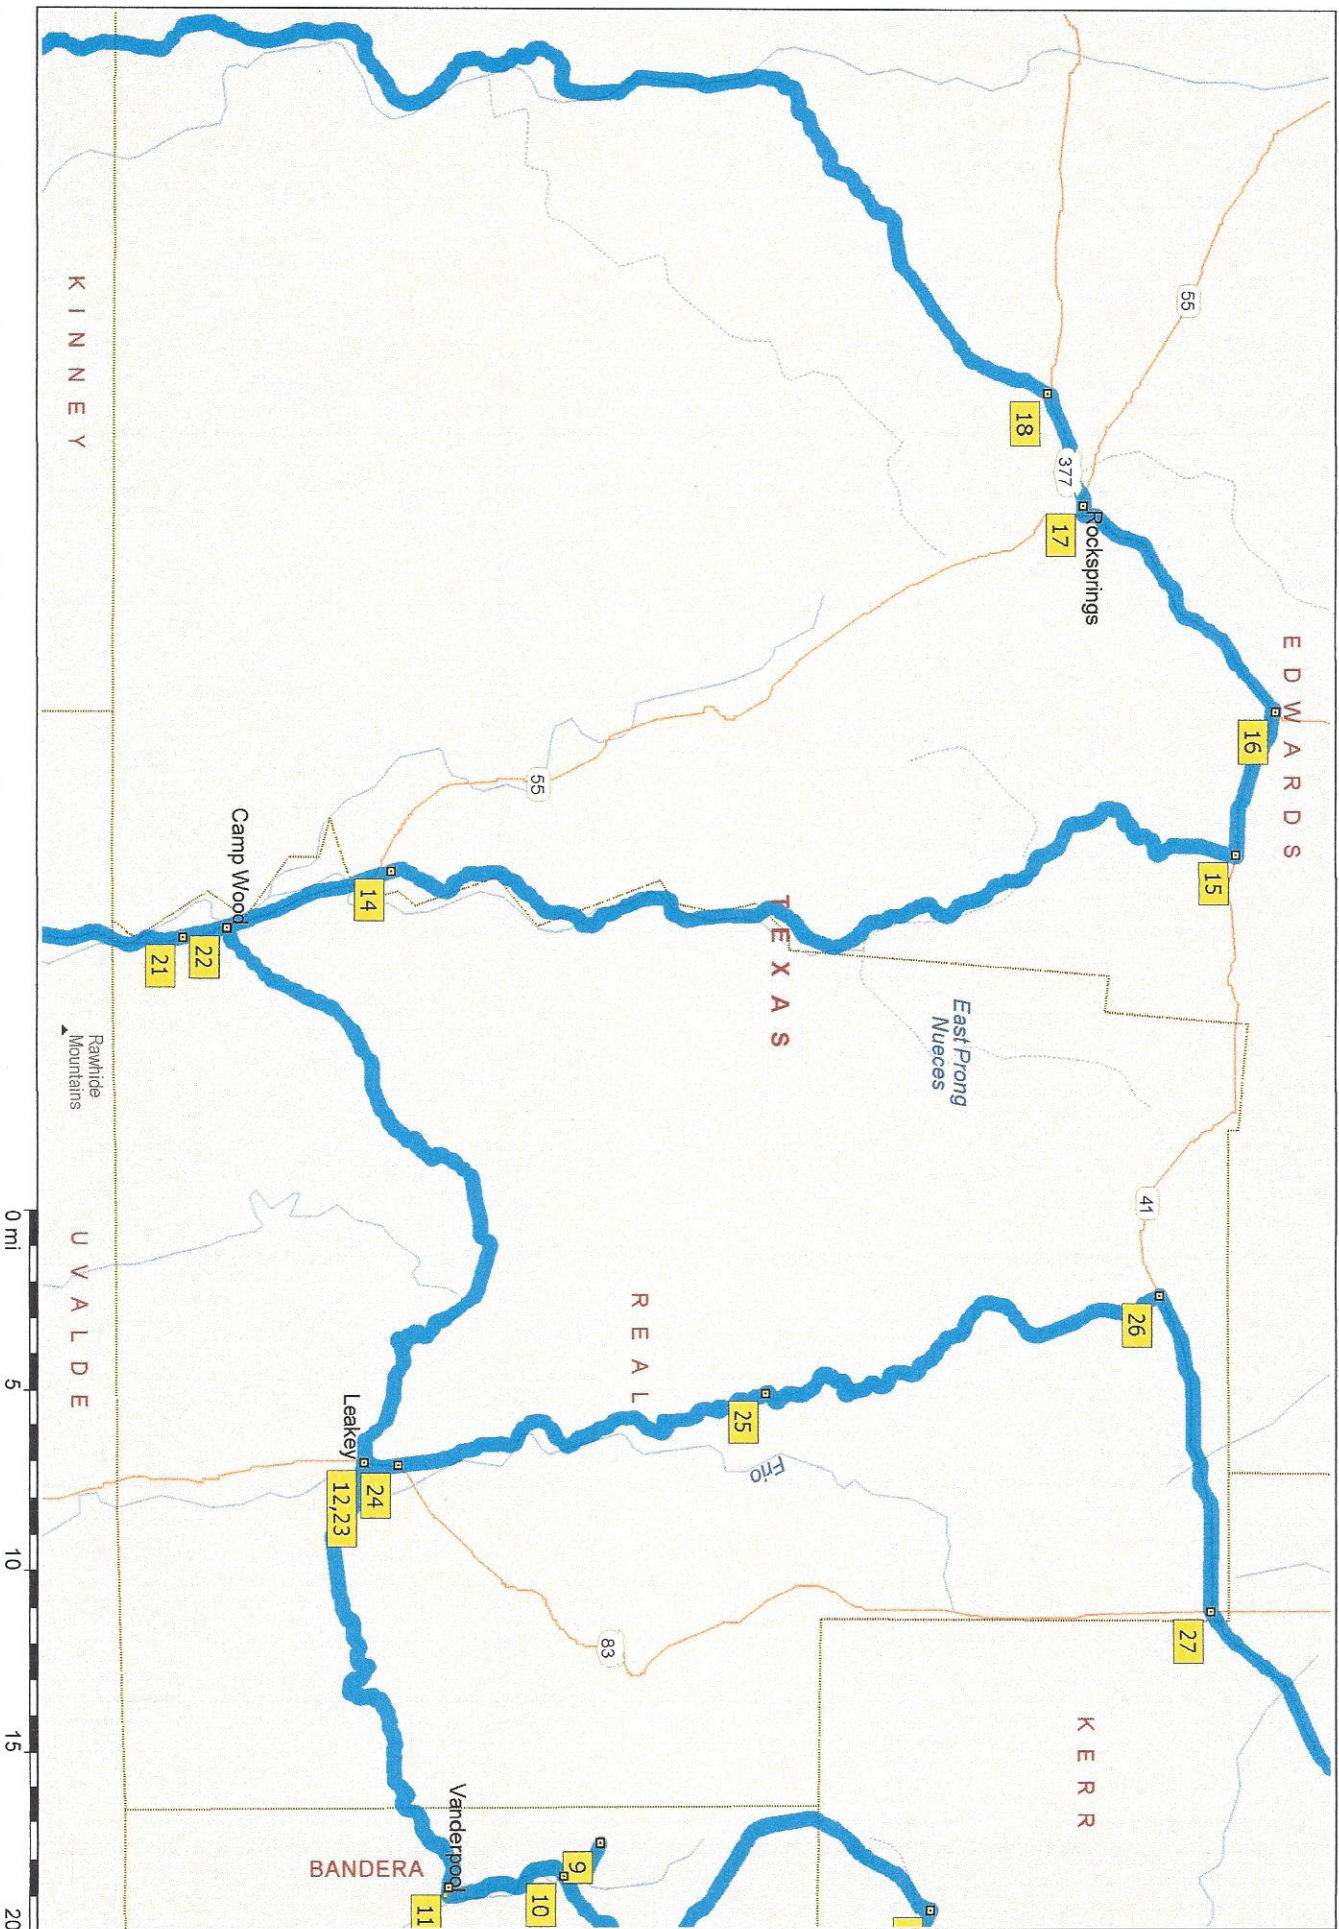 55
18
377
Rocksprings
17
EDWARDS
16
15
55
Camp Wood
14
22
21
TEXAS
East Prong
Nueces
Rawhide
Mountains
KINNEY
41
26
REAL
25
Frio
UVALDE
Leakey
24
12,23
83
27
KERR
Vanderpool
BANDERA
9
10
11
0 mi
5
10
15
20